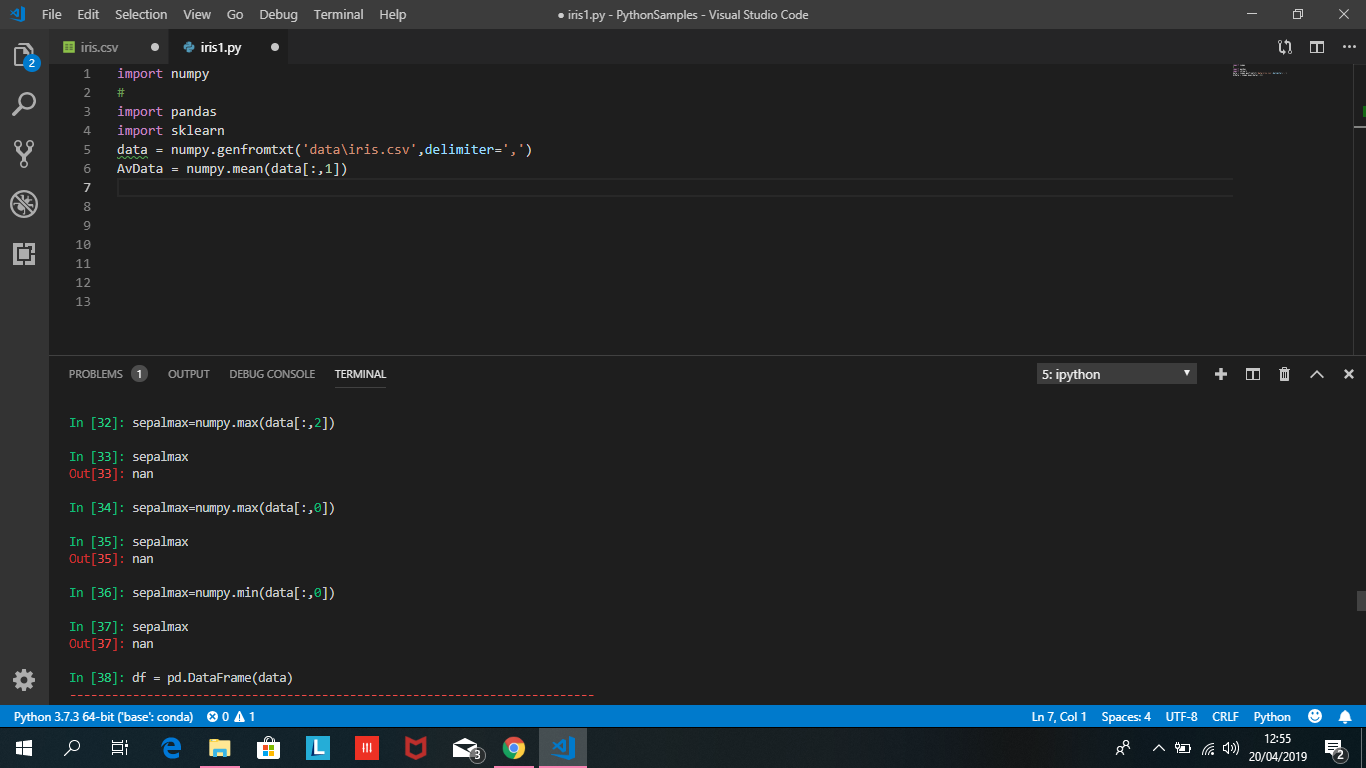 File Edit Selection View Go Debug Terminal Help
● iris1.py - PythonSamples - Visual Studio Code
iris.csv ●
iris1.py ●
2
1 import numpy
2 #
3 import pandas
4 import sklearn
5 data = numpy.genfromtxt('data\iris.csv',delimiter=',')
6 AvData = numpy.mean(data[:,1])
7
8
9
10
11
12
13
PROBLEMS 1 OUTPUT DEBUG CONSOLE TERMINAL
5: ipython
In [32]: sepalmax=numpy.max(data[:,2])
In [33]: sepalmax
Out[33]: nan
In [34]: sepalmax=numpy.max(data[:,0])
In [35]: sepalmax
Out[35]: nan
In [36]: sepalmax=numpy.min(data[:,0])
In [37]: sepalmax
Out[37]: nan
In [38]: df = pd.DataFrame(data)
---------------------------------------------------------------------------
Python 3.7.3 64-bit ('base': conda) 0 1 Ln 7, Col 1 Spaces: 4 UTF-8 CRLF Python
L
3
12:55
20/04/2019
2